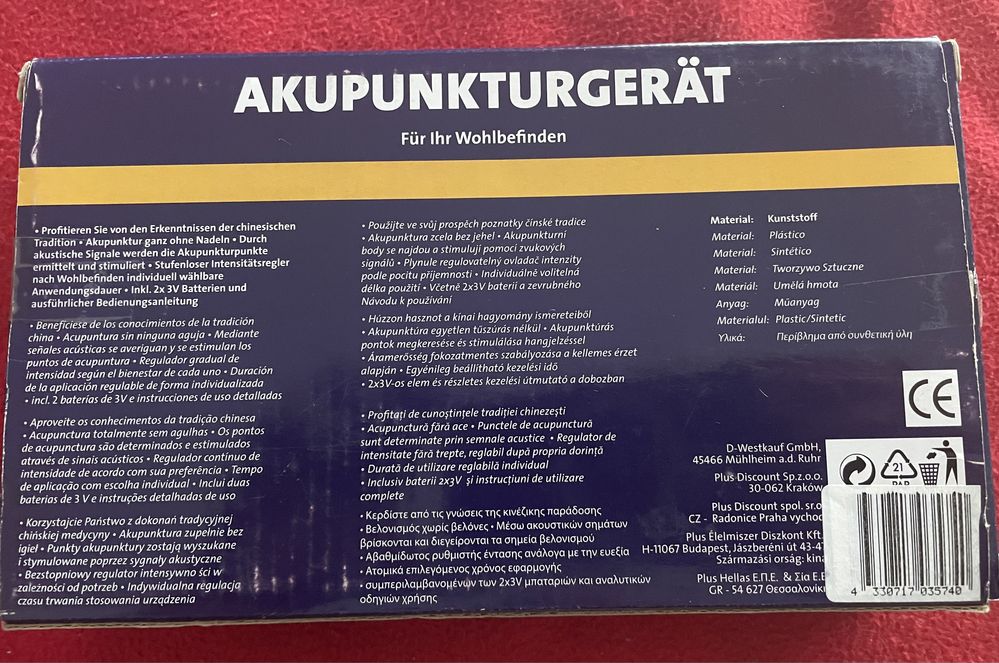 AKUPUNKTURGERÄT
Für Ihr Wohlbefinden
• Profitieren Sie von den Erkenntnissen der chinesischen
Tradition • Akupunktur ganz ohne Nadeln • Durch
akustische Signale werden die Akupunkturpunkte
ermittelt und stimuliert • Stufenloser Intensitätsregler
nach Wohlbefinden individuell wählbare
Anwendungsdauer • Inkl. 2x 3V Batterien und
ausführlicher Bedienungsanleitung
• Benefíciese de los conocimientos de la tradición
china • Acupuntura sin ninguna aguja • Mediante
señales acústicas se averiguan y se estimulan los
puntos de acupuntura • Regulador gradual de
intensidad según el bienestar de cada uno • Duración
de la aplicación regulable de forma individualizada
• incl. 2 baterías de 3V e instrucciones de uso detalladas
• Aproveite os conhecimentos da tradição chinesa
• Acupunctura totalmente sem agulhas • Os pontos
de acupunctura são determinados e estimulados
através de sinais acústicos • Regulador contínuo de
intensidade de acordo com sua preferência • Tempo
de aplicação com escolha individual • Inclui duas
baterias de 3 V e instruções detalhadas de uso
• Korzystajcie Państwo z dokonań tradycyjnej
chińskiej medycyny • Akupunktura zupełnie bez
igieł • Punkty akupunktury zostają wyszukane
i stymulowane poprzez sygnały akustyczne
• Bezstopniowy regulator intensywno ści w
zależności od potrzeb • Indywidualna regulacja
czasu trwania stosowania urządzenia
• Použijte ve svůj prospěch poznatky čínské tradice
• Akupunktura zcela bez jehel • Akupunkturní
body se najdou a stimulují pomocí zvukových
signálů • Plynule regulovatelný ovladač intenzity
podle pocitu příjemnosti • Individuálně volitelná
délka použití • Včetně 2x3V baterií a zevrubného
Návodu k používání
• Húzzon hasznot a kínai hagyomány ismereteiből
• Akupunktúra egyetlen tűszúrás nélkül • Akupunktúrás
pontok megkeresése és stimulálása hangjelzéssel
• Áramerősség fokozatmentes szabályozása a kellemes érzet
alapján • Egyénileg beállítható kezelési idő
• 2x3V-os elem és részletes kezelési útmutató a dobozban
• Profitaţi de cunoştinţele tradiţiei chinezeşti
• Acupunctură fără ace • Punctele de acupunctură
sunt determinate prin semnale acustice • Regulator de
intensitate fără trepte, reglabil după propria dorinţă
• Durată de utilizare reglabilă individual
• Inclusiv baterii 2x3V şi instrucţiuni de utilizare
complete
• Κερδίστε από τις γνώσεις της κινέζικης παράδοσης
• Βελονισμός χωρίς βελόνες • Μέσω ακουστικών σημάτων
βρίσκονται και διεγείρονται τα σημεία βελονισμού
• Αβαθμίδωτος ρυθμιστής έντασης ανάλογα με την ευεξία
• Ατομικά επιλεγόμενος χρόνος εφαρμογής
• συμπεριλαμβανομένων των 2x3V μπαταριών και αναλυτικών
οδηγιών χρήσης
Material: Kunststoff
Material: Plástico
Material: Sintético
Material: Tworzywo Sztuczne
Materiál: Umělá hmota
Anyag: Műanyag
Materialul: Plastic/Sintetic
Υλικά: Περίβλημα από συνθετική ύλη
CE
D-Westkauf GmbH,
45466 Mühlheim a.d. Ruhr
Plus Discount Sp.z.o.o.
30-062 Kraków
Plus Discount spol. sr.o
CZ - Radonice Praha východ
Plus Élelmiszer Diszkont Kft.
H-11067 Budapest, Jászberéni út 43-47
Származási orság: kína
Plus Hellas Ε.Π.Ε. & Σία Ε.Ε
GR - 54 627 Θεσσαλονίκ
21
PAP
4 330717 035740